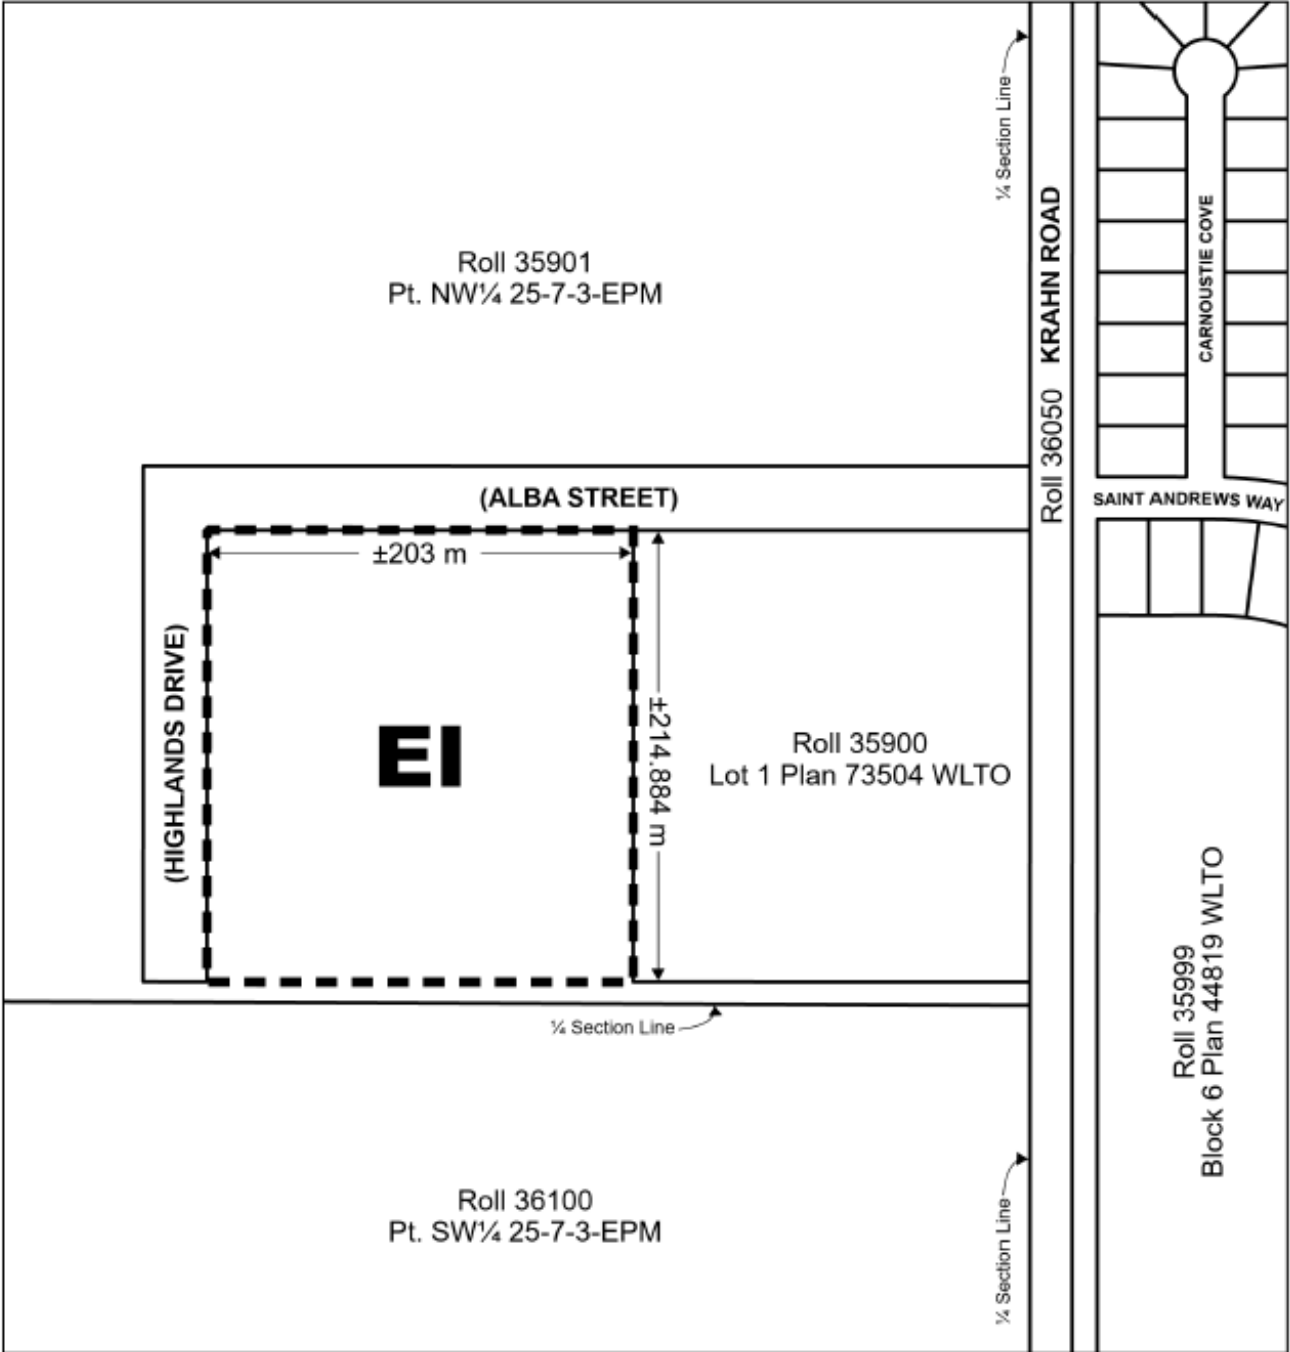 ¼ Section Line
Roll 35901
Pt. NW¼ 25-7-3-EPM
Roll 36050 KRAHN ROAD
CARNOUSTIE COVE
SAINT ANDREWS WAY
(ALBA STREET)
±203 m
(HIGHLANDS DRIVE)
EI
±214.884 m
Roll 35900
Lot 1 Plan 73504 WLTO
Roll 35999
Block 6 Plan 44819 WLTO
¼ Section Line
Roll 36100
Pt. SW¼ 25-7-3-EPM
¼ Section Line